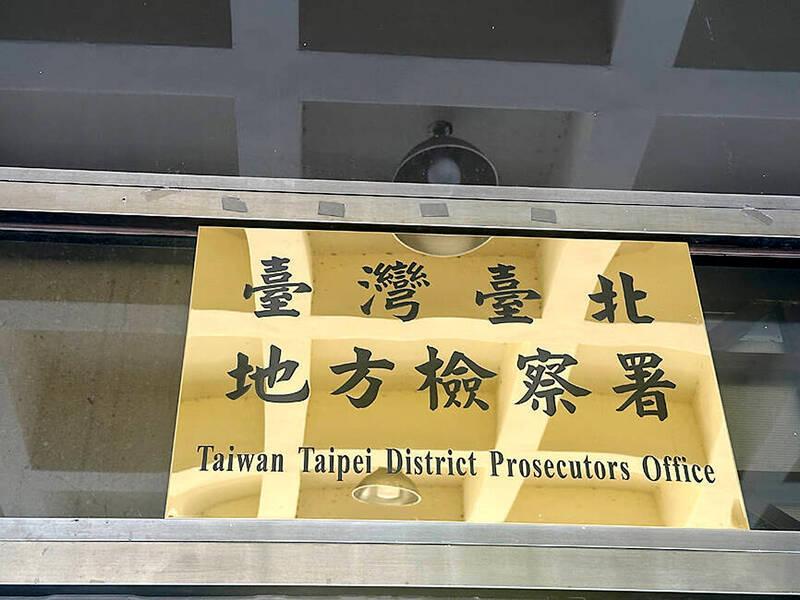 臺灣臺北
地方檢察署
Taiwan Taipei District Prosecutors Office